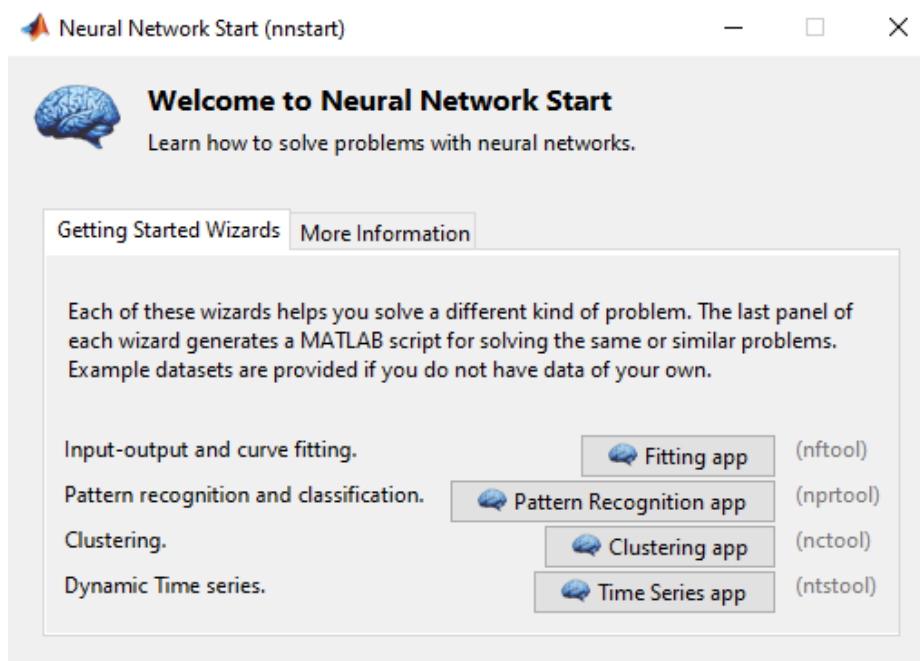 Neural Network Start (nnstart)
Welcome to Neural Network Start
Learn how to solve problems with neural networks.
Getting Started Wizards More Information
Each of these wizards helps you solve a different kind of problem. The last panel of
each wizard generates a MATLAB script for solving the same or similar problems.
Example datasets are provided if you do not have data of your own.
Input-output and curve fitting. Fitting app (nftool)
Pattern recognition and classification. Pattern Recognition app (nprtool)
Clustering. Clustering app (nctool)
Dynamic Time series. Time Series app (ntstool)